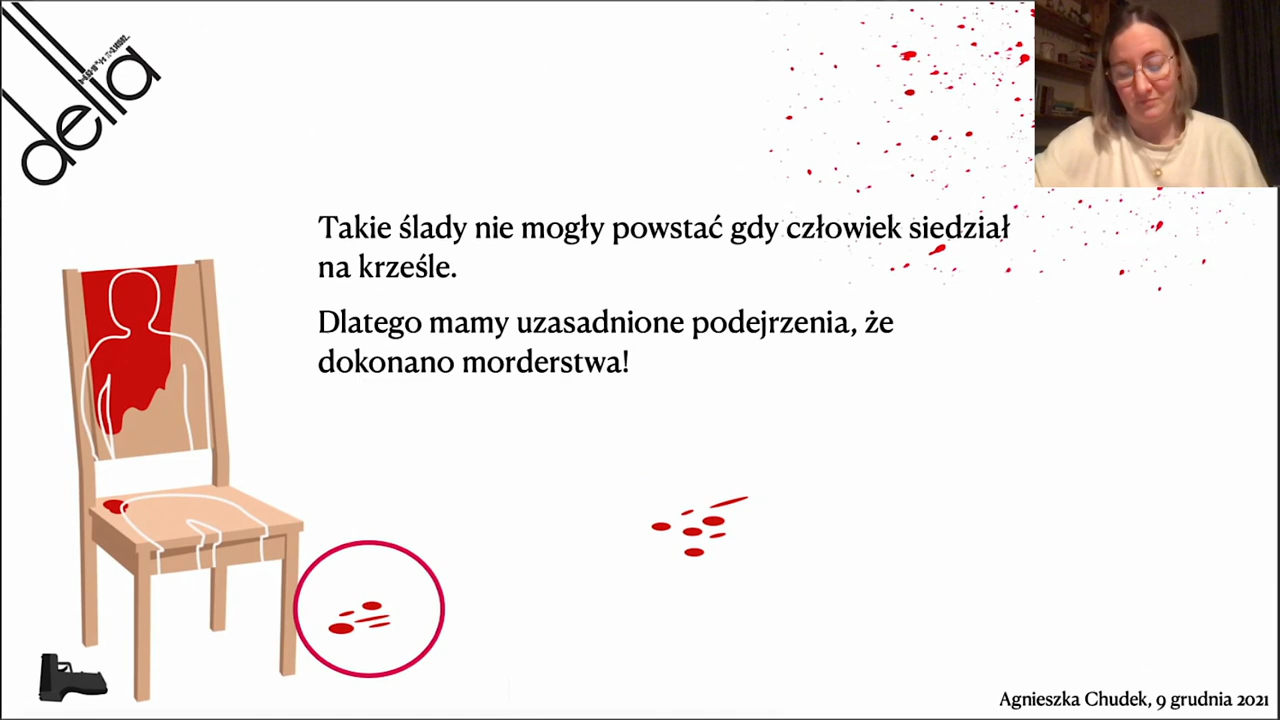 della
Takie ślady nie mogły powstać gdy człowiek siedział
na krześle.
Dlatego mamy uzasadnione podejrzenia, że
dokonano morderstwa!
Agnieszka Chudek, 9 grudnia 2021